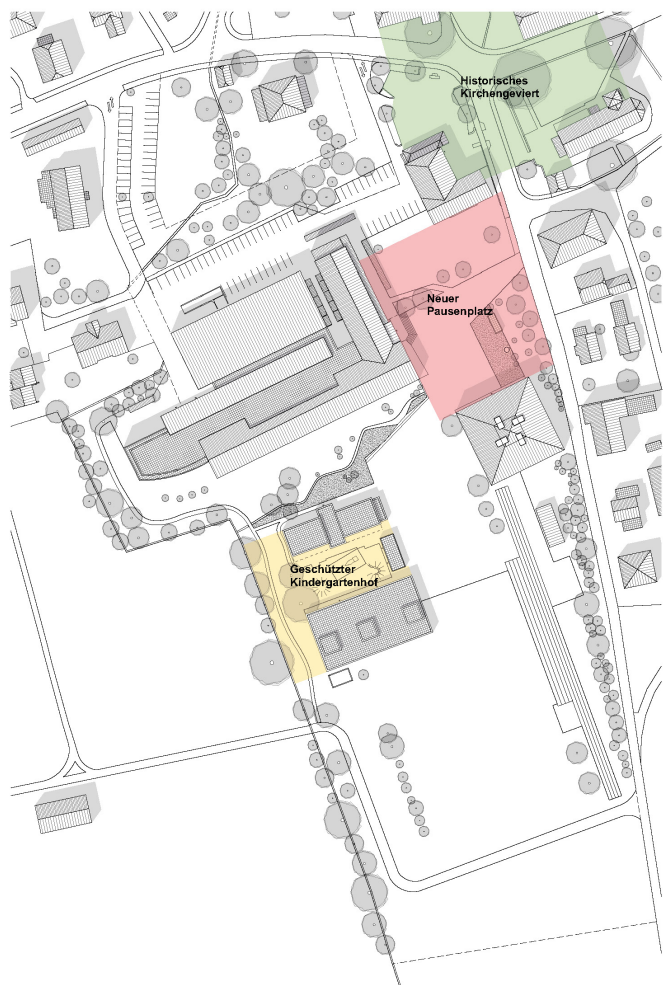 Historisches
Kirchengeviert
Neuer
Pausenplatz
Geschützter
Kindergartenhof